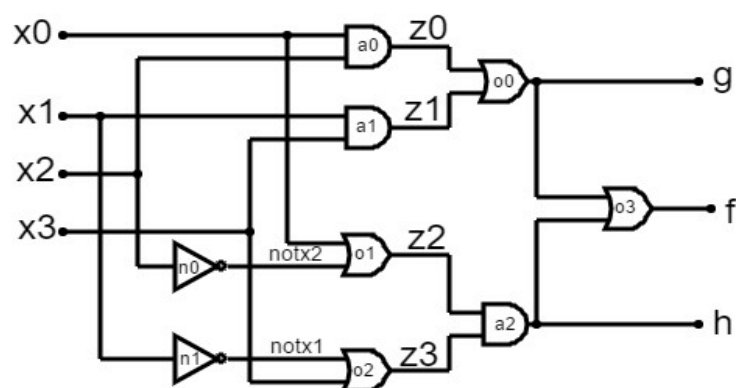 x0 a0 z0 o0 g
x1 a1 z1
x2 o3 f
x3 notx2 z2
n0 o1
a2 h
n1 notx1 o2 z3